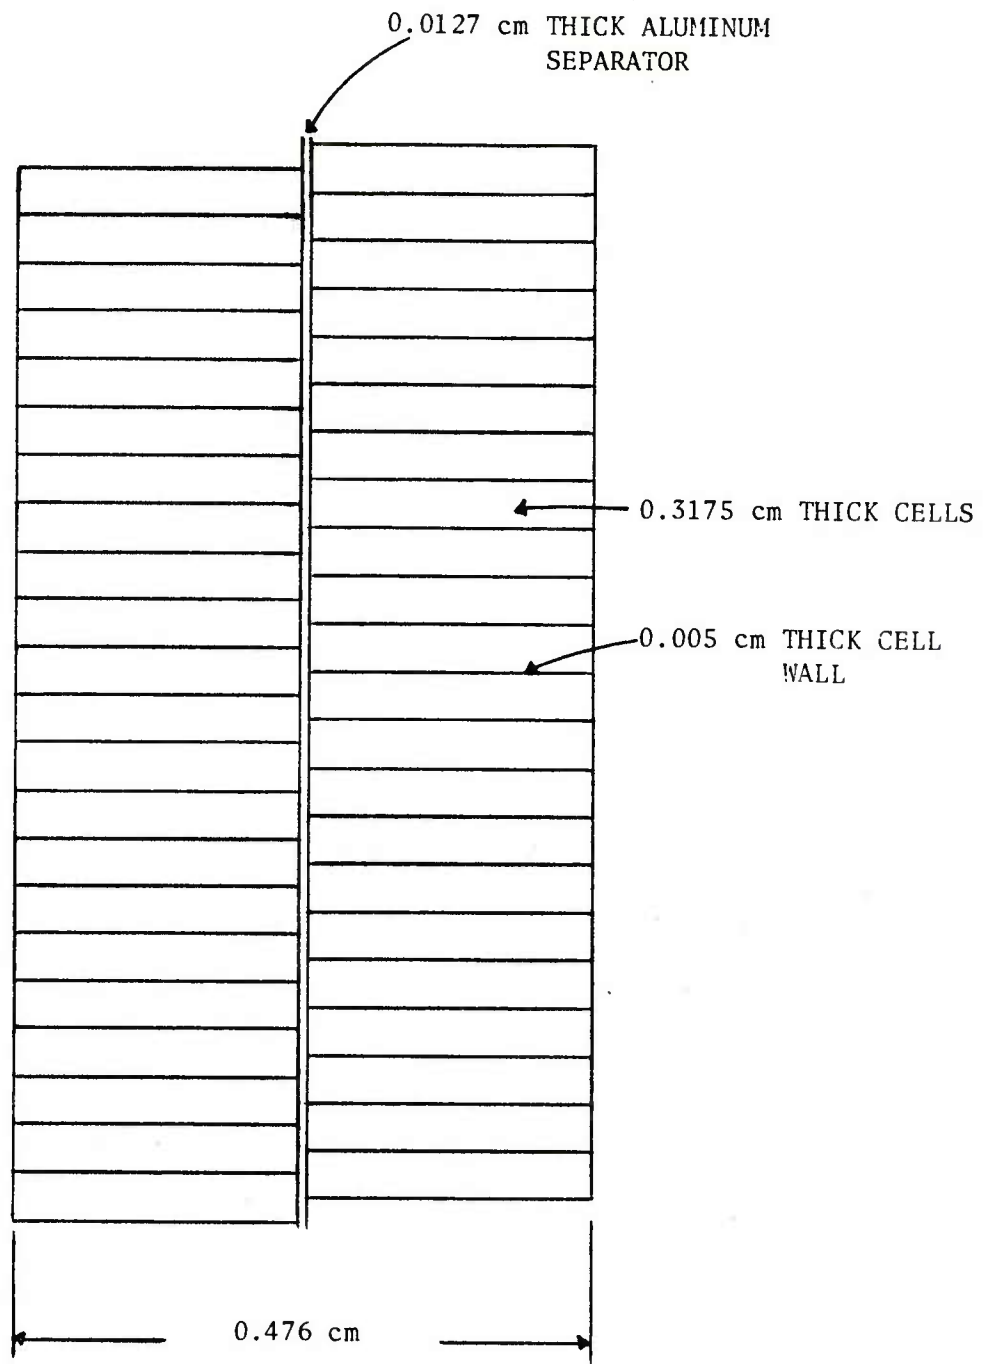 0.0127 cm THICK ALUMINUM
SEPARATOR
0.3175 cm THICK CELLS
0.005 cm THICK CELL
WALL
0.476 cm